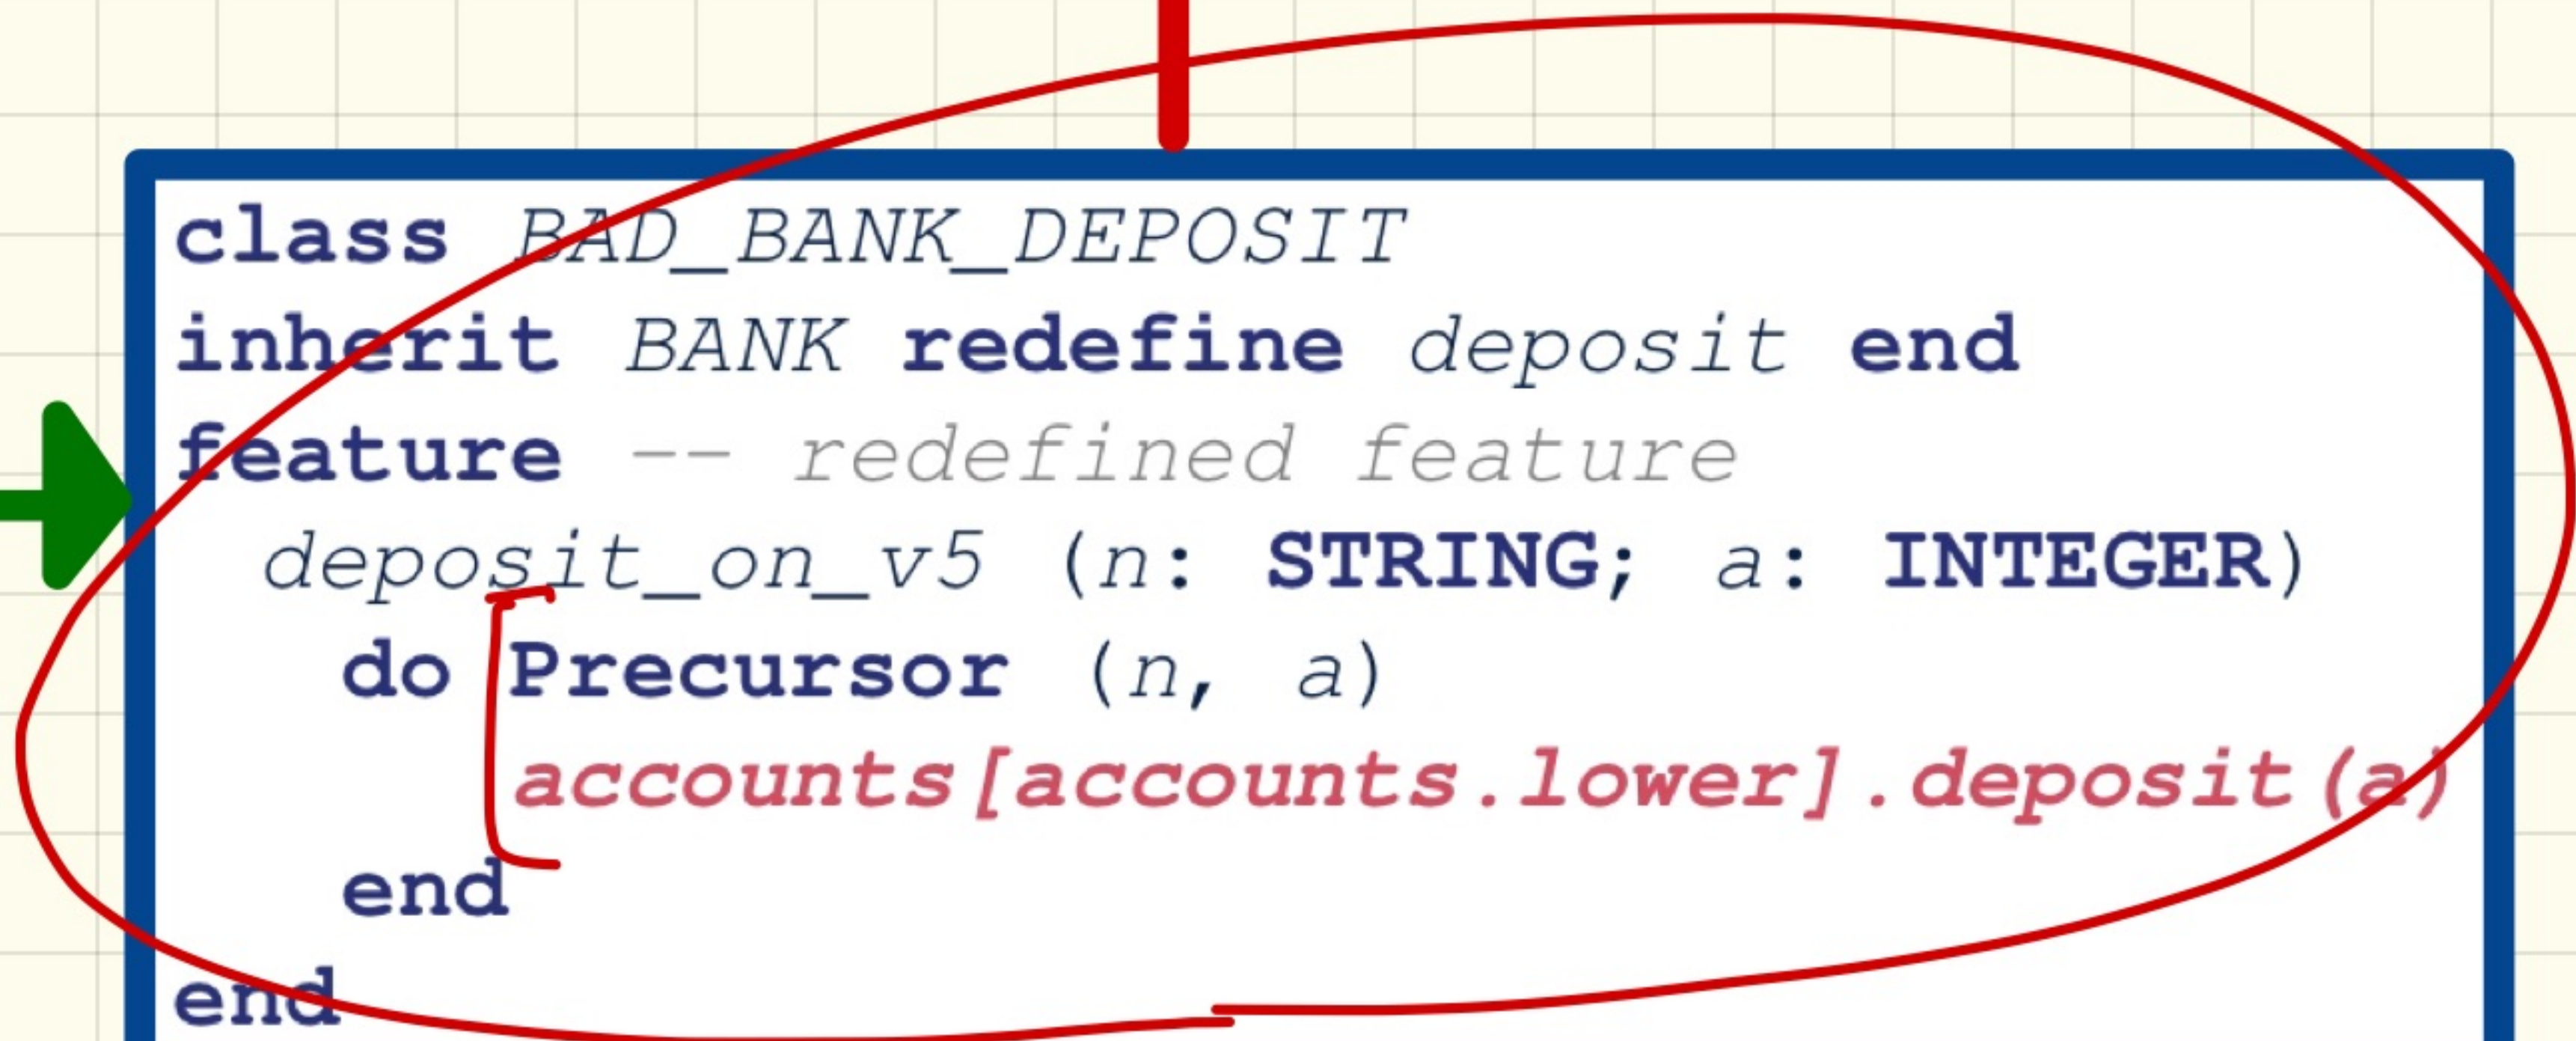 class BAD_BANK_DEPOSIT
inherit BANK redefine deposit end
feature -- redefined feature
deposit_on_v5 (n: STRING; a: INTEGER)
do Precursor (n, a)
accounts[accounts.lower].deposit(a)
end
end